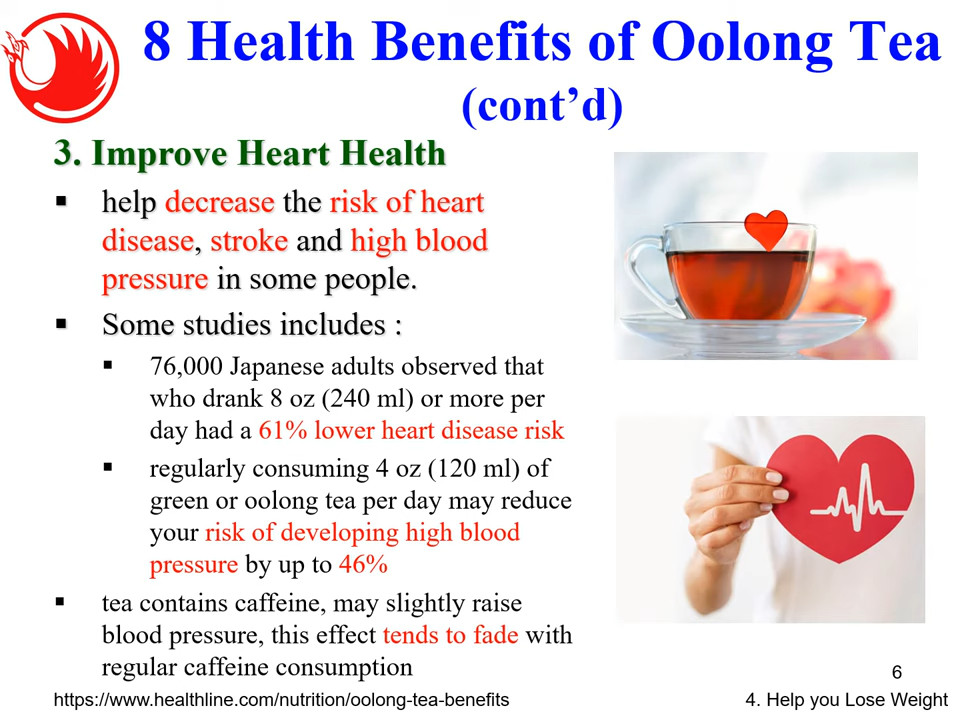 8 Health Benefits of Oolong Tea
(cont’d)
3. Improve Heart Health
▪ help decrease the risk of heart
disease, stroke and high blood
pressure in some people.
▪ Some studies includes :
▪ 76,000 Japanese adults observed that
who drank 8 oz (240 ml) or more per
day had a 61% lower heart disease risk
▪ regularly consuming 4 oz (120 ml) of
green or oolong tea per day may reduce
your risk of developing high blood
pressure by up to 46%
▪ tea contains caffeine, may slightly raise
blood pressure, this effect tends to fade with
regular caffeine consumption
6
https://www.healthline.com/nutrition/oolong-tea-benefits
4. Help you Lose Weight